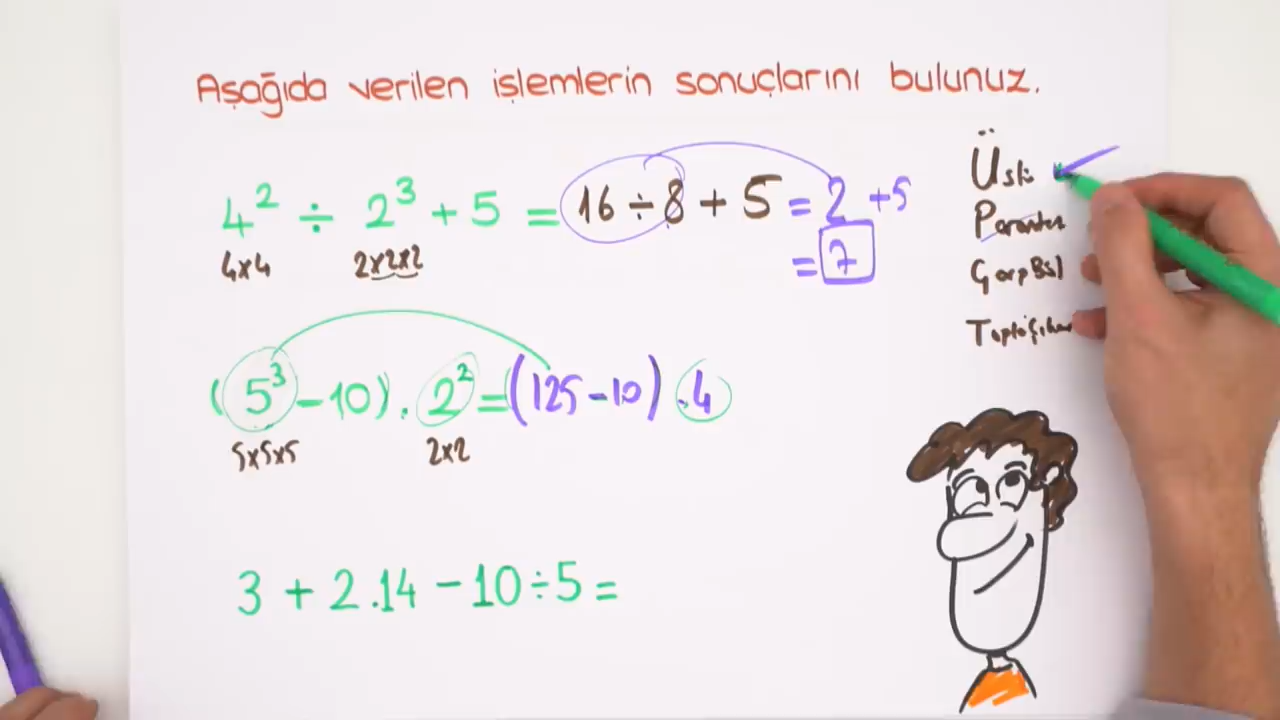 Aşağıda verilen işlemlerin sonuçlarını bulunuz.
4² ÷ 2³ + 5 = 16 ÷ 8 + 5 = 2 + 5
4x4 2x2x2 = 7
(5³ - 10) . 2² = (125 - 10) . 4
5x5x5 2x2
3 + 2.14 - 10 ÷ 5 =
Üslü
Parantez
Çarp Böl